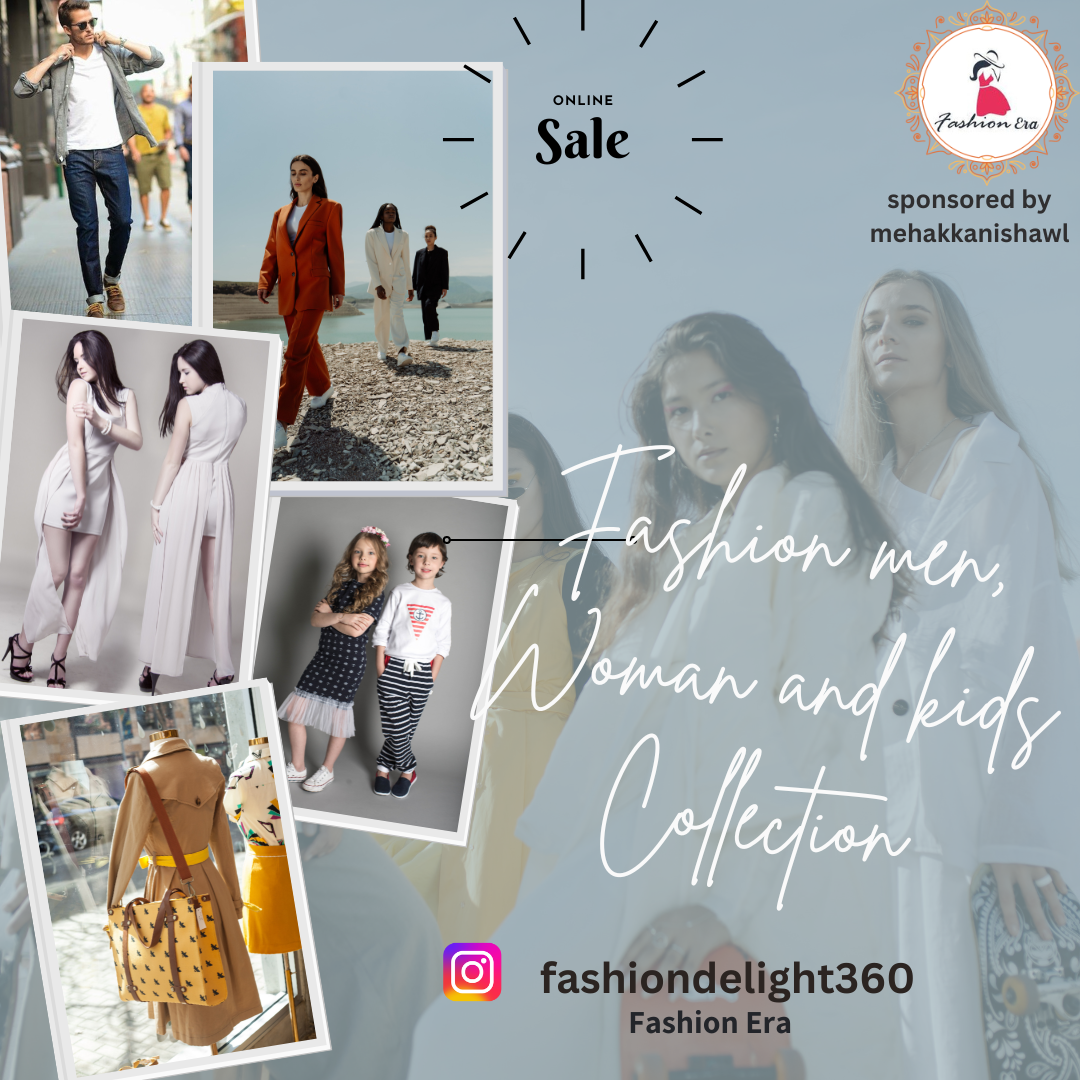 ONLINE
Sale
Fashion Era
sponsored by
mehakkanishawl
Fashion men,
Woman and kids
Collection
fashiondelight360
Fashion Era